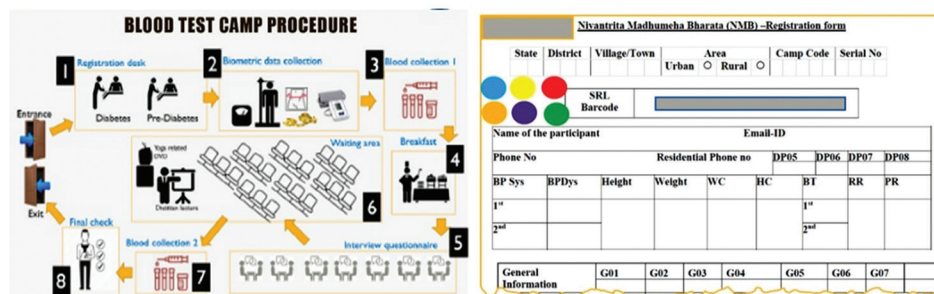 BLOOD TEST CAMP PROCEDURE
1 Registration desk
Diabetes Pre-Diabetes
2 Biometric data collection
3 Blood collection 1
Breakfast
4
5
Interview questionnaire
Waiting area
Yoga related
DVD
Dietition lecture
6
Blood collection 2
7
Final check
8
Entrance
Exit
Nivantrita Madhumeha Bharata (NMB) –Registration form
State District Village/Town Area Camp Code Serial No
Urban Rural
SRL
Barcode
Name of the participant Email-ID
Phone No Residential Phone no DP05 DP06 DP07 DP08
BP Sys BPDys Height Weight WC HC BT RR PR
1st 1st
2nd 2nd
General G01 G02 G03 G04 G05 G06 G07
Information